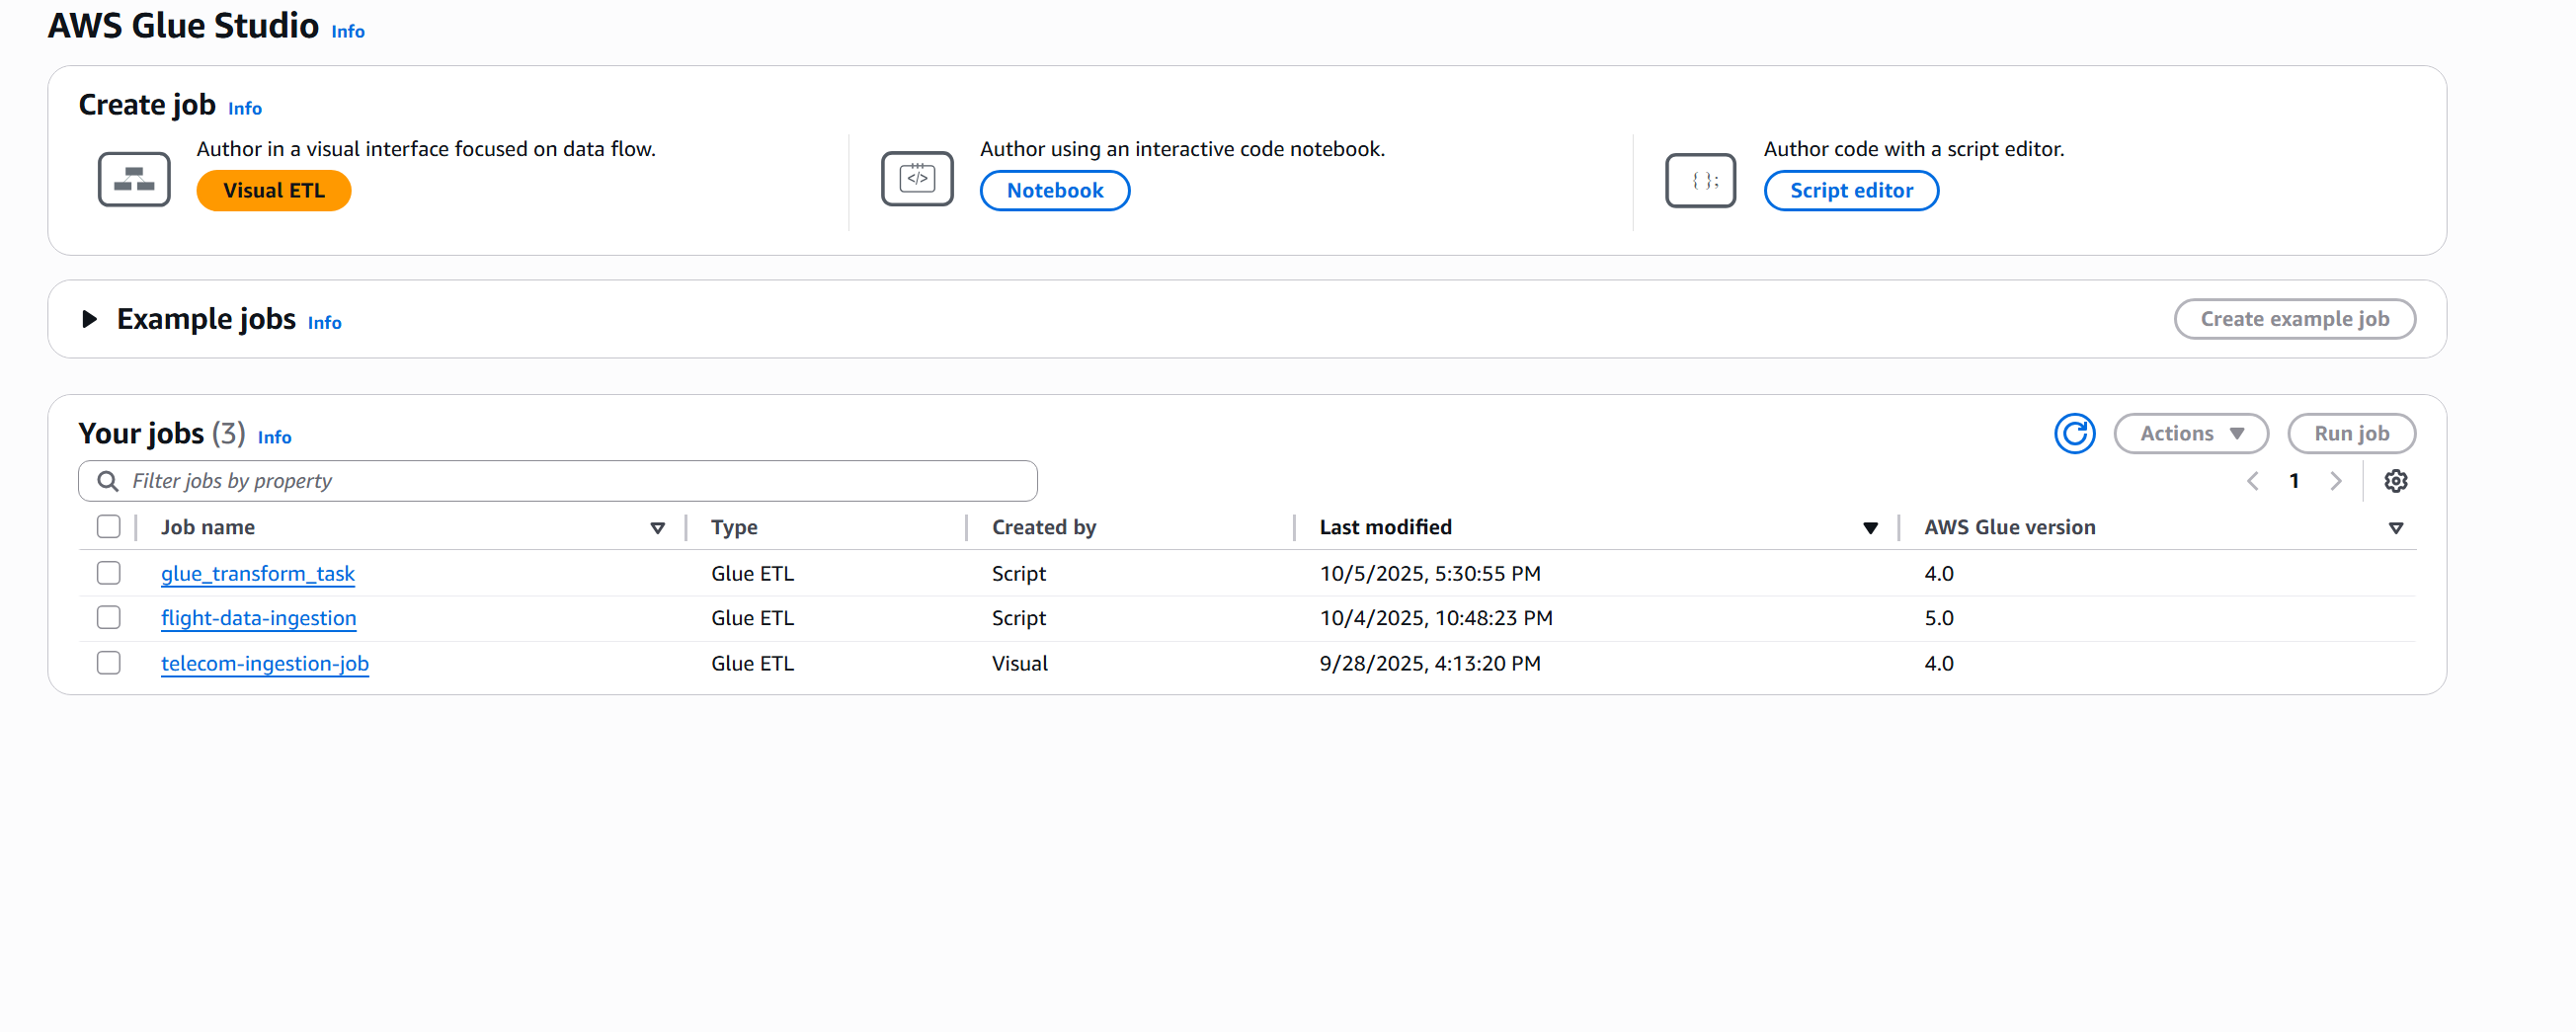 AWS Glue Studio Info
Create job Info
Author in a visual interface focused on data flow.
Visual ETL
</>
Author using an interactive code notebook.
Notebook
{ };
Author code with a script editor.
Script editor
Example jobs Info
Create example job
Your jobs (3) Info
Actions
Run job
Filter jobs by property
1
Job name Type Created by Last modified AWS Glue version
glue_transform_task Glue ETL Script 10/5/2025, 5:30:55 PM 4.0
flight-data-ingestion Glue ETL Script 10/4/2025, 10:48:23 PM 5.0
telecom-ingestion-job Glue ETL Visual 9/28/2025, 4:13:20 PM 4.0